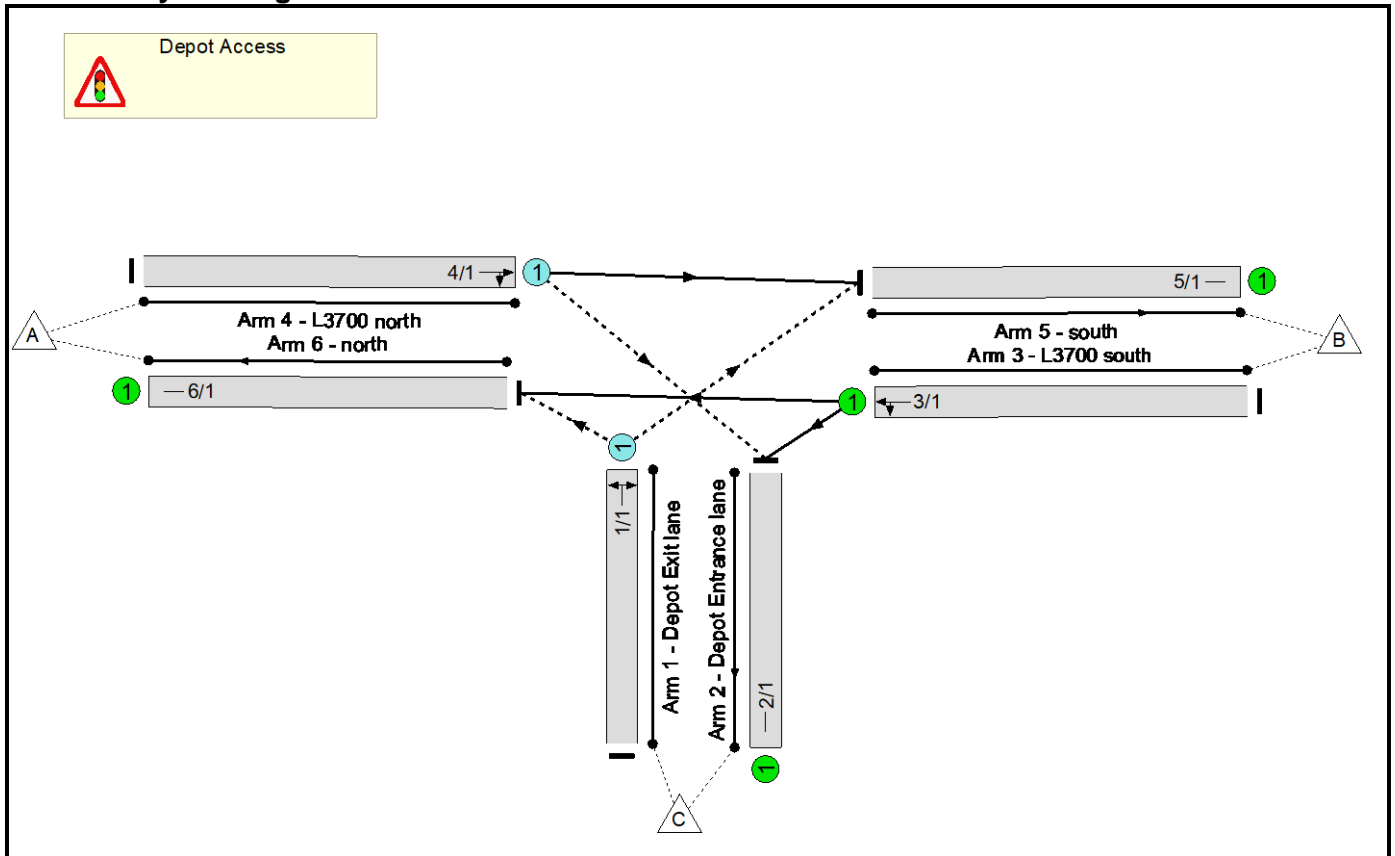 Depot Access
4/1
1
5/1
1
Arm 4 - L3700 north
Arm 6 - north
A
Arm 5 - south
Arm 3 - L3700 south
B
1
6/1
1
3/1
1
1/1
Arm 1 - Depot Exit lane
Arm 2 - Depot Entrance lane
2/1
1
C